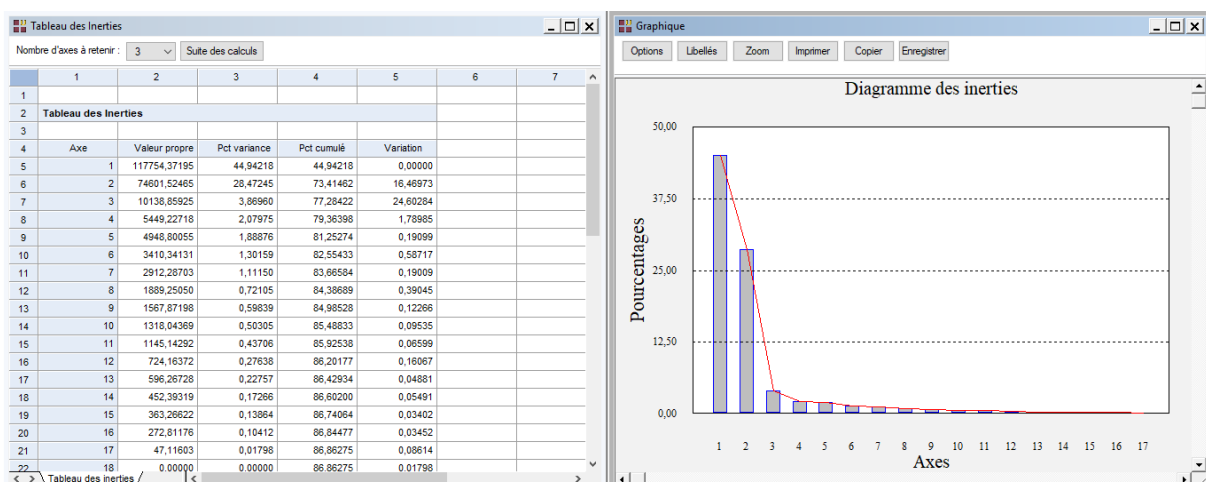 Tableau des Inerties
Nombre d'axes à retenir : 3 Suite des calculs
1 2 3 4 5 6 7
1
2 Tableau des Inerties
3
4 Axe Valeur propre Pct variance Pct cumulé Variation
5 1 117754,37195 44,94218 44,94218 0,00000
6 2 74601,52465 28,47245 73,41462 16,46973
7 3 10138,85925 3,86960 77,28422 24,60284
8 4 5449,22718 2,07975 79,36398 1,78985
9 5 4948,80055 1,88876 81,25274 0,19099
10 6 3410,34131 1,30159 82,55433 0,58717
11 7 2912,28703 1,11150 83,66584 0,19009
12 8 1889,25050 0,72105 84,38689 0,39045
13 9 1567,87198 0,59839 84,98528 0,12266
14 10 1318,04369 0,50305 85,48833 0,09535
15 11 1145,14292 0,43706 85,92538 0,06599
16 12 724,16372 0,27638 86,20177 0,16067
17 13 596,26728 0,22757 86,42934 0,04881
18 14 452,39319 0,17266 86,60200 0,05491
19 15 363,26622 0,13864 86,74064 0,03402
20 16 272,81176 0,10412 86,84477 0,03452
21 17 47,11603 0,01798 86,86275 0,08614
22 18 0,00000 0,00000 86,86275 0,01798
Tableau des inerties
Graphique
Options Libellés Zoom Imprimer Copier Enregistrer
Diagramme des inerties
50,00
37,50
25,00
12,50
0,00
Pourcentages
1 2 3 4 5 6 7 8 9 10 11 12 13 14 15 16 17
Axes